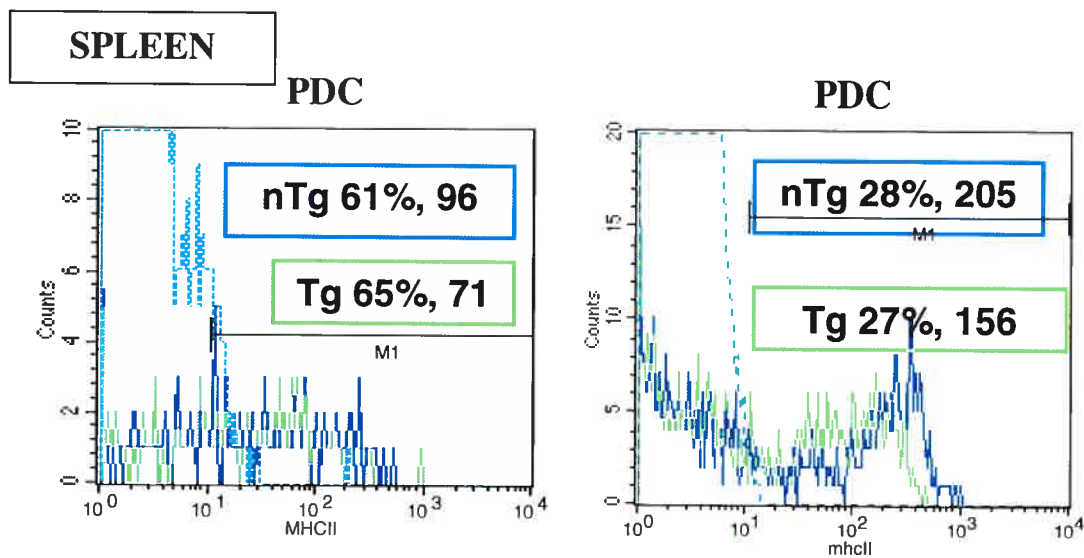 SPLEEN
PDC
Counts
10
8
6
4
2
0
nTg 61%, 96
Tg 65%, 71
M1
10^0
10^1
10^2
10^3
10^4
MHCII
PDC
Counts
20
15
10
5
0
nTg 28%, 205
M1
Tg 27%, 156
10^0
10^1
10^2
10^3
10^4
mhcII